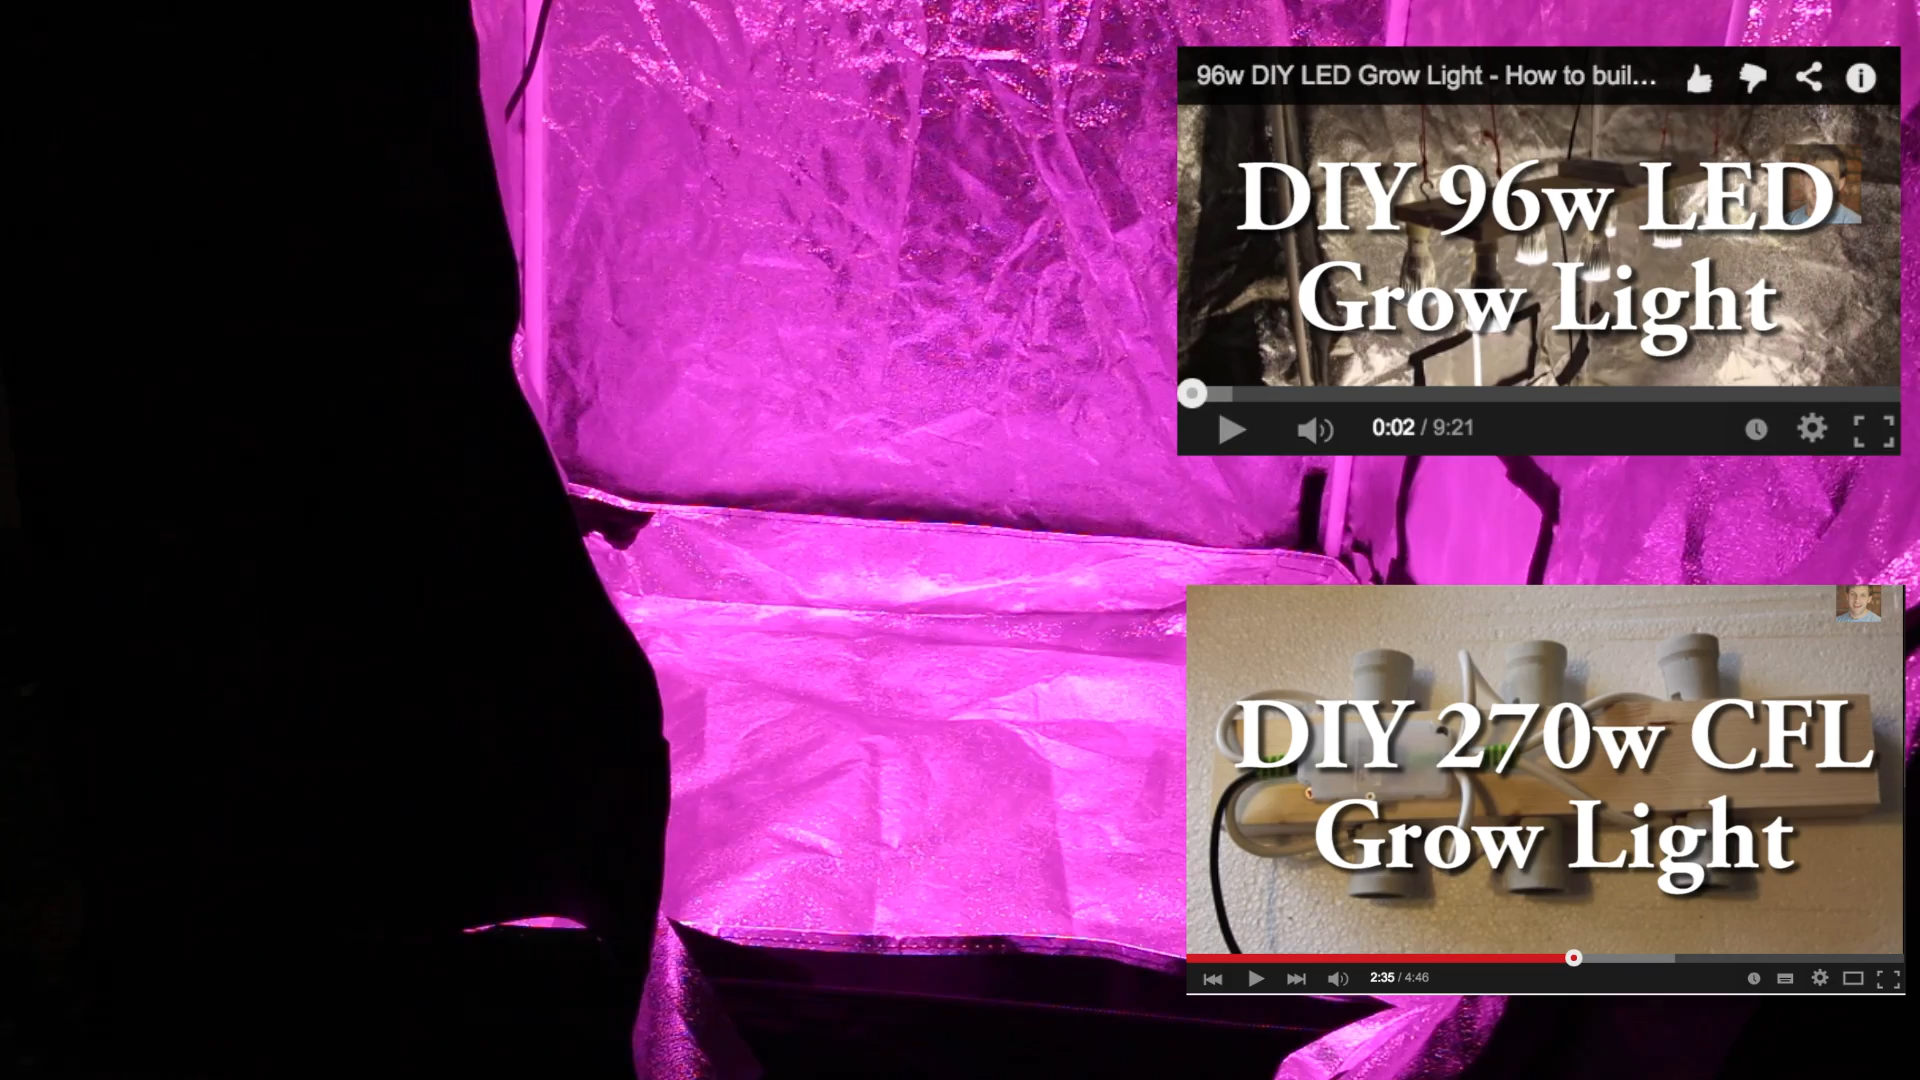 96w DIY LED Grow Light - How to buil...
DIY 96w LED
Grow Light
0:02 / 9:21
DIY 270w CFL
Grow Light
2:35 / 4:46